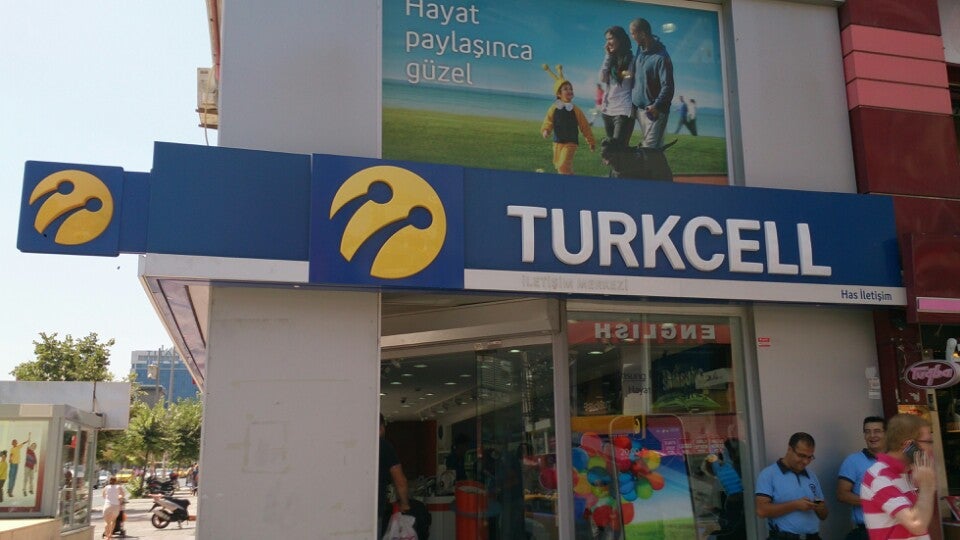 Hayat
paylaşınca
güzel
TURKCELL
İLETİŞİM MERKEZİ
Has İletişim
ENGLISH